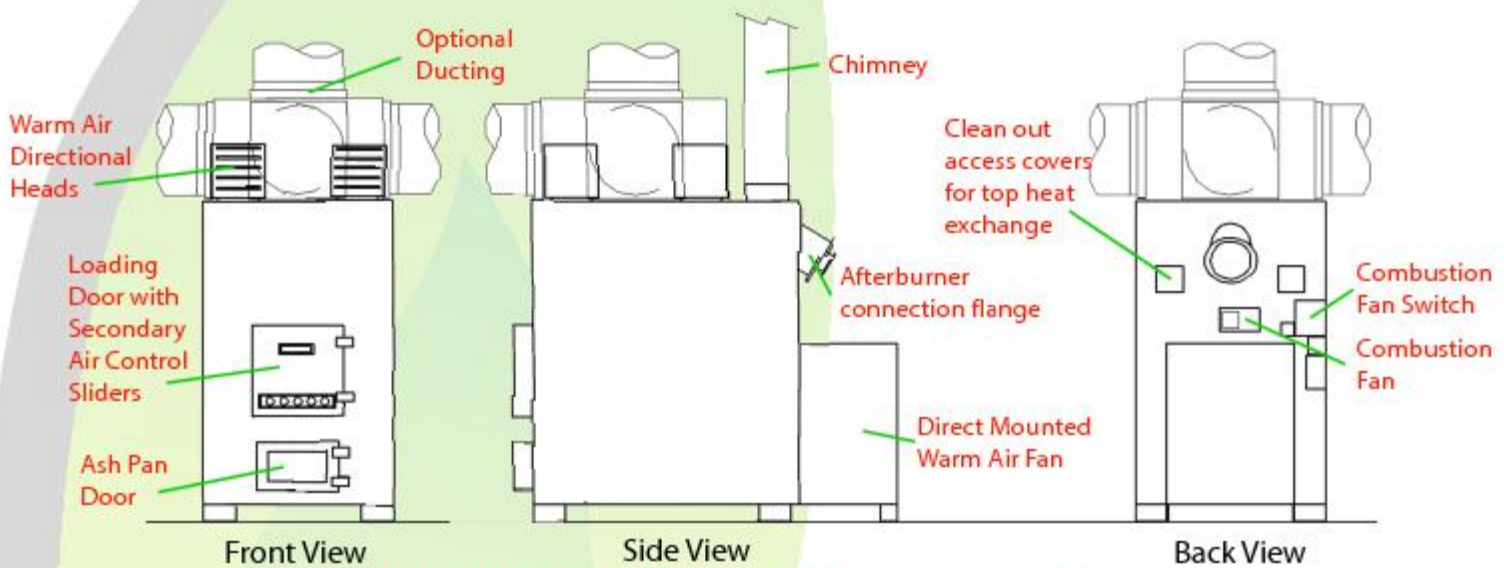 Optional
Ducting
Warm Air
Directional
Heads
Loading
Door with
Secondary
Air Control
Sliders
Ash Pan
Door
Front View
Chimney
Afterburner
connection flange
Direct Mounted
Warm Air Fan
Side View
Clean out
access covers
for top heat
exchange
Combustion
Fan Switch
Combustion
Fan
Back View